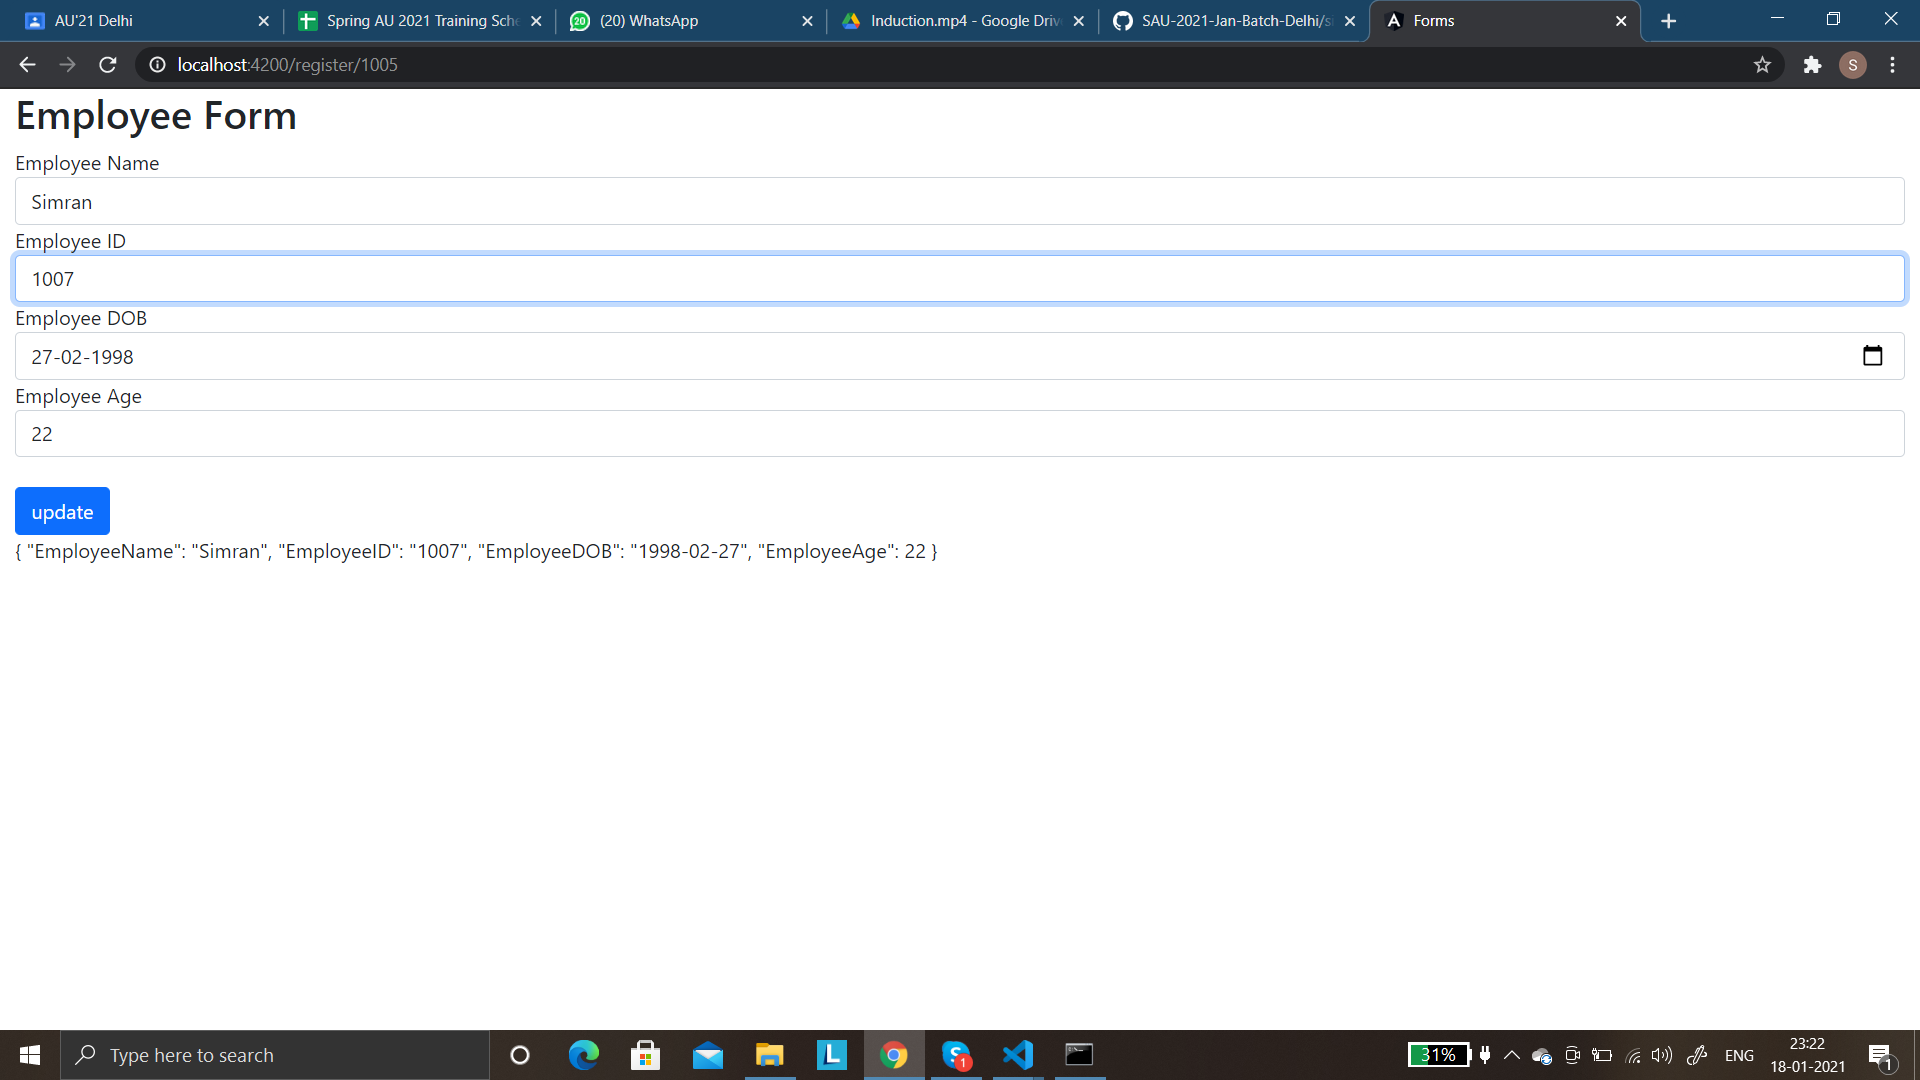 AU'21 Delhi
Spring AU 2021 Training Sche
(20) WhatsApp
Induction.mp4 - Google Driv
SAU-2021-Jan-Batch-Delhi/si
Forms
localhost:4200/register/1005
S
Employee Form
Employee Name
Simran
Employee ID
1007
Employee DOB
27-02-1998
Employee Age
22
update
{ "EmployeeName": "Simran", "EmployeeID": "1007", "EmployeeDOB": "1998-02-27", "EmployeeAge": 22 }
Type here to search
L
S
1
31%
ENG
23:22
18-01-2021
1